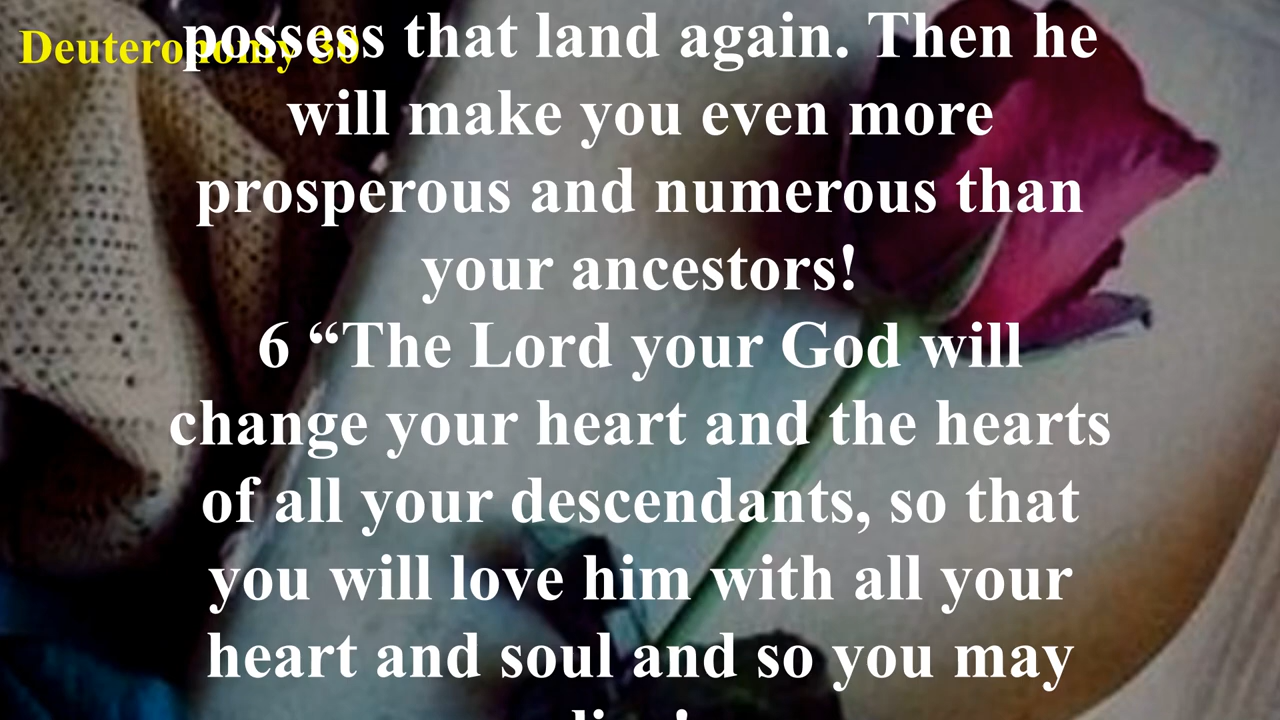 Deuteronomy 30
possess that land again. Then he
will make you even more
prosperous and numerous than
your ancestors!
6 “The Lord your God will
change your heart and the hearts
of all your descendants, so that
you will love him with all your
heart and soul and so you may